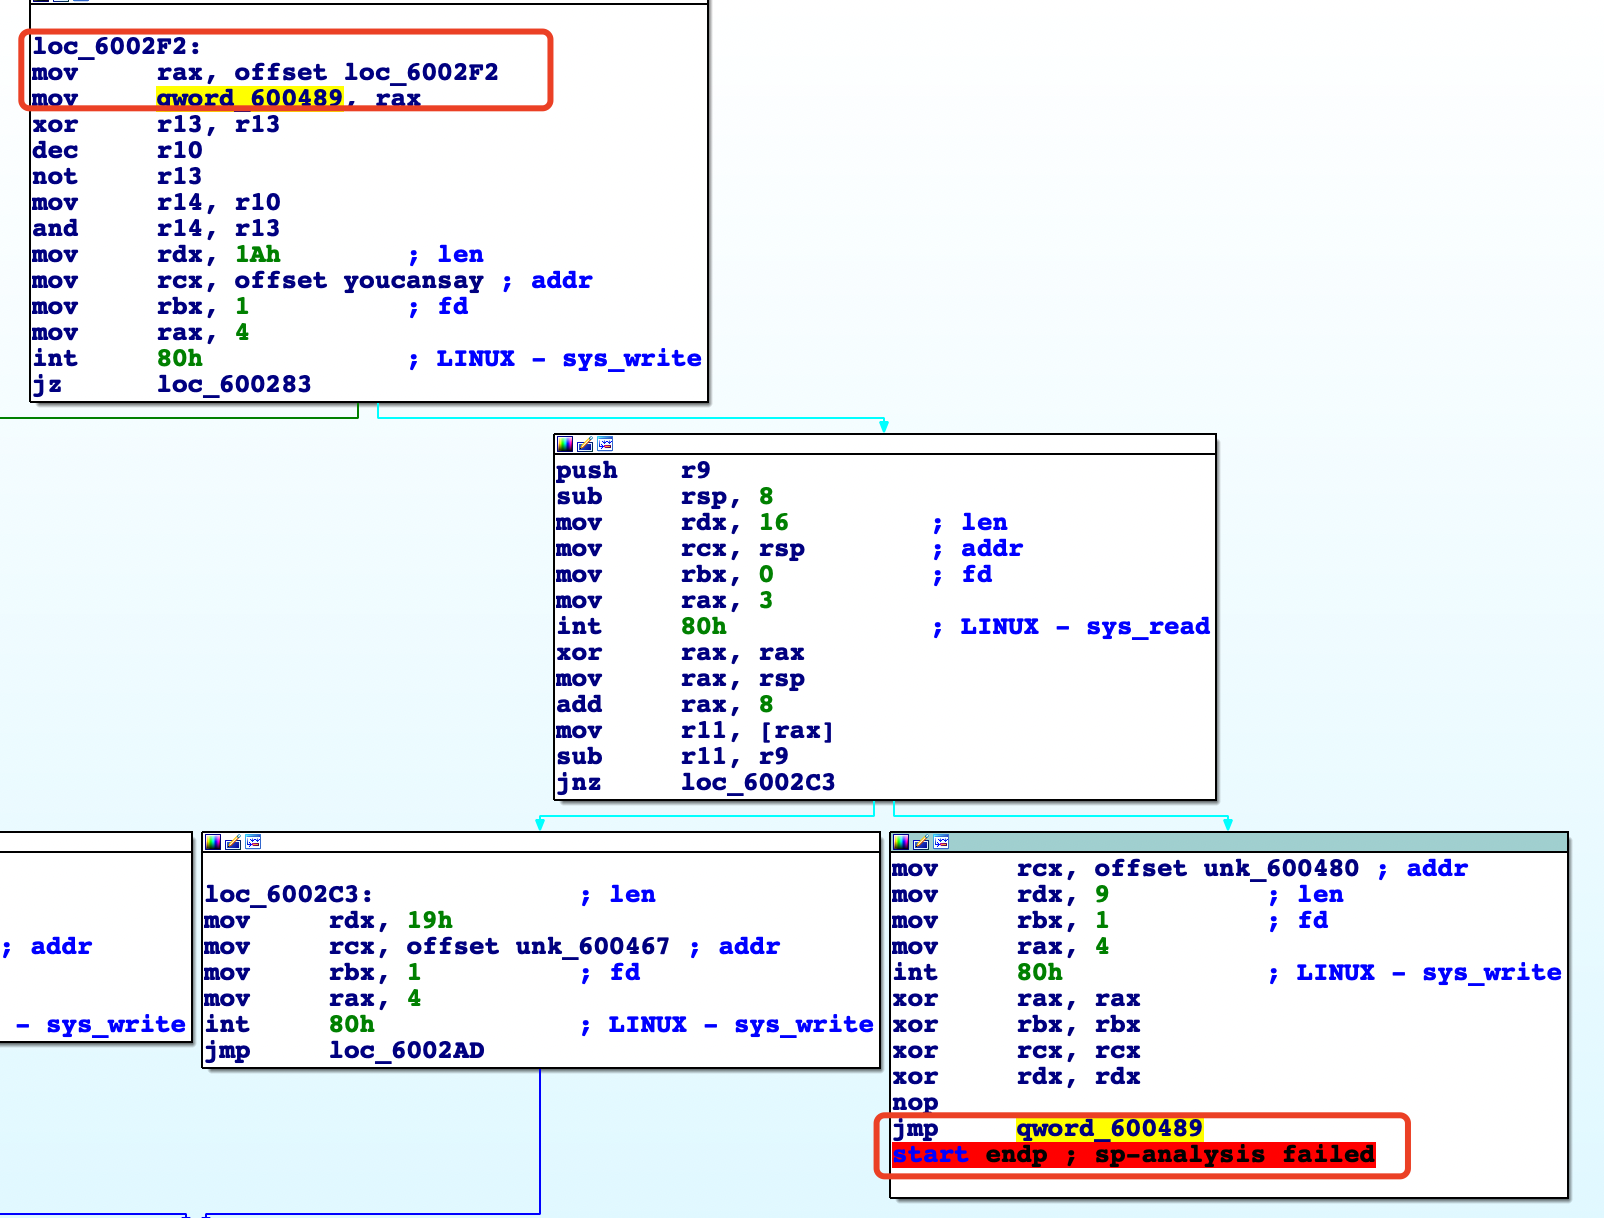 loc_6002F2:
mov rax, offset loc_6002F2
mov qword_600489, rax
xor r13, r13
dec r10
not r13
mov r14, r10
and r14, r13
mov rdx, 1Ah ; len
mov rcx, offset youcansay ; addr
mov rbx, 1 ; fd
mov rax, 4
int 80h ; LINUX - sys_write
jz loc_600283
push r9
sub rsp, 8
mov rdx, 16 ; len
mov rcx, rsp ; addr
mov rbx, 0 ; fd
mov rax, 3
int 80h ; LINUX - sys_read
xor rax, rax
mov rax, rsp
add rax, 8
mov r11, [rax]
sub r11, r9
jnz loc_6002C3
; addr
- sys_write
loc_6002C3: ; len
mov rdx, 19h
mov rcx, offset unk_600467 ; addr
mov rbx, 1 ; fd
mov rax, 4
int 80h ; LINUX - sys_write
jmp loc_6002AD
mov rcx, offset unk_600480 ; addr
mov rdx, 9 ; len
mov rbx, 1 ; fd
mov rax, 4
int 80h ; LINUX - sys_write
xor rax, rax
xor rbx, rbx
xor rcx, rcx
xor rdx, rdx
nop
jmp qword_600489
start endp ; sp-analysis failed